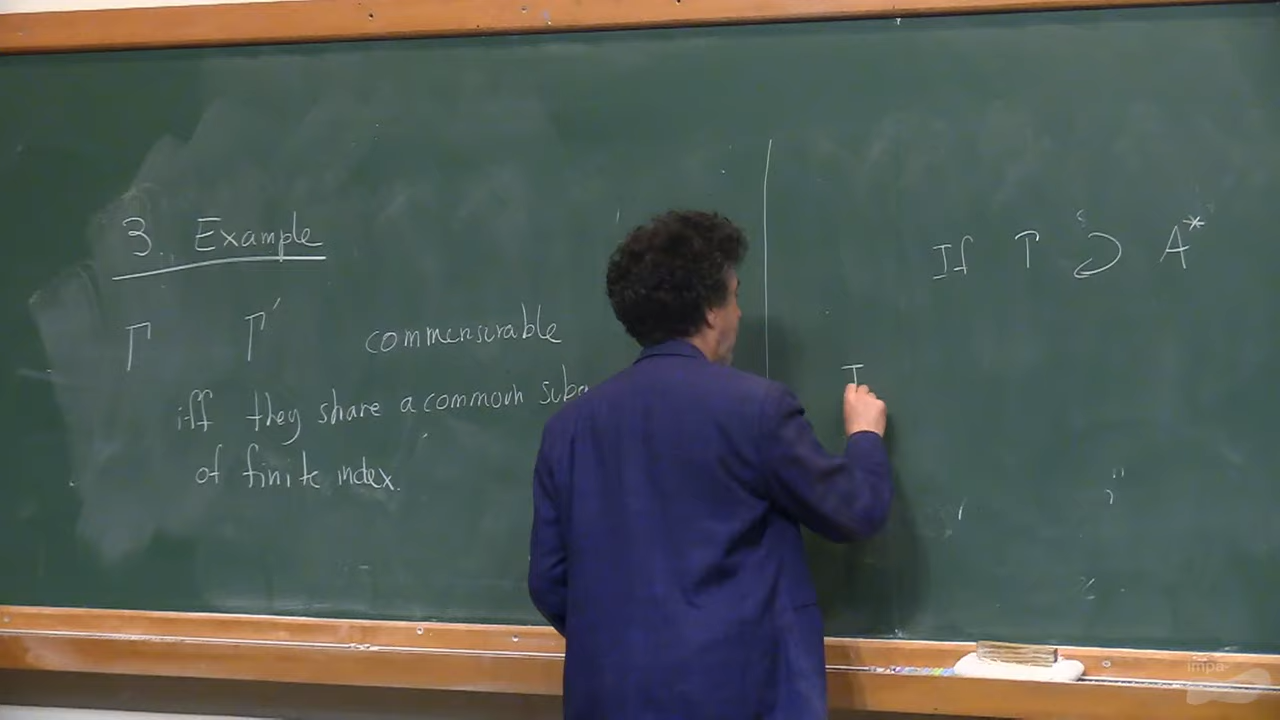 3. Example
Γ Γ′ commensurable
iff they share a common subg
of finite index.
If Γ ⊃ A*
I
impa